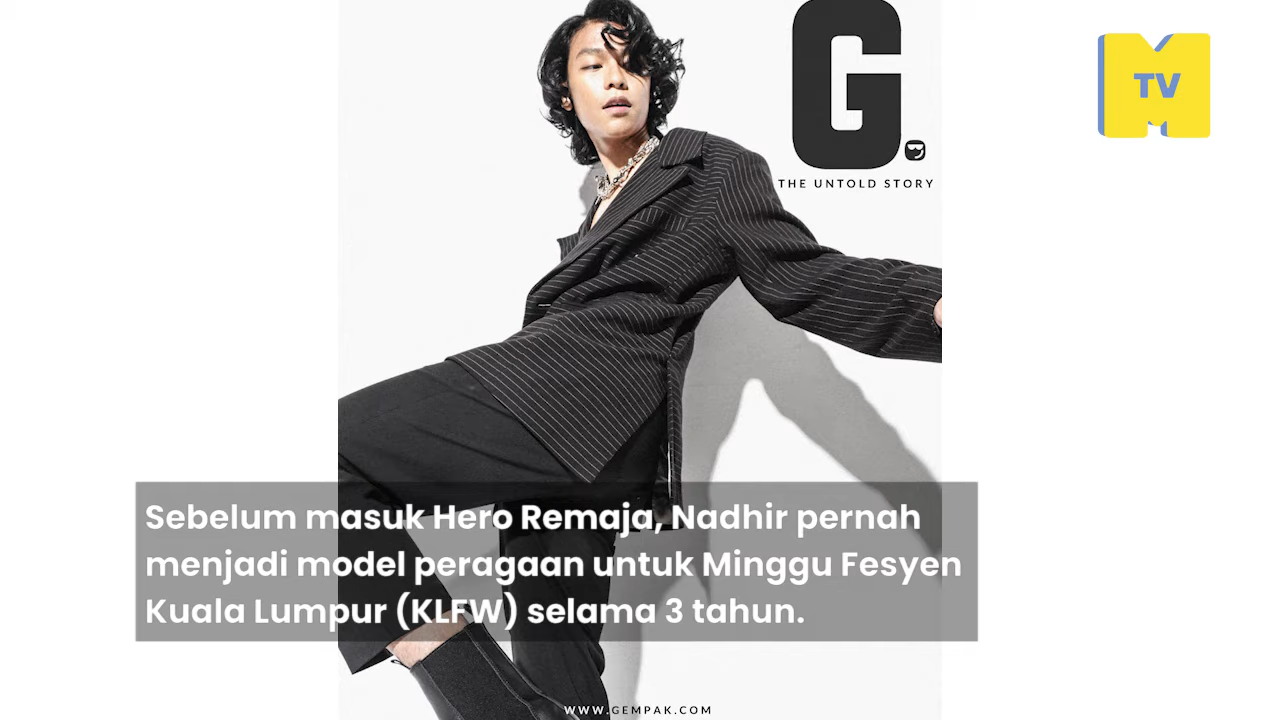 G.
THE UNTOLD STORY
TV
Sebelum masuk Hero Remaja, Nadhir pernah
menjadi model peragaan untuk Minggu Fesyen
Kuala Lumpur (KLFW) selama 3 tahun.
WWW.GEMPAK.COM